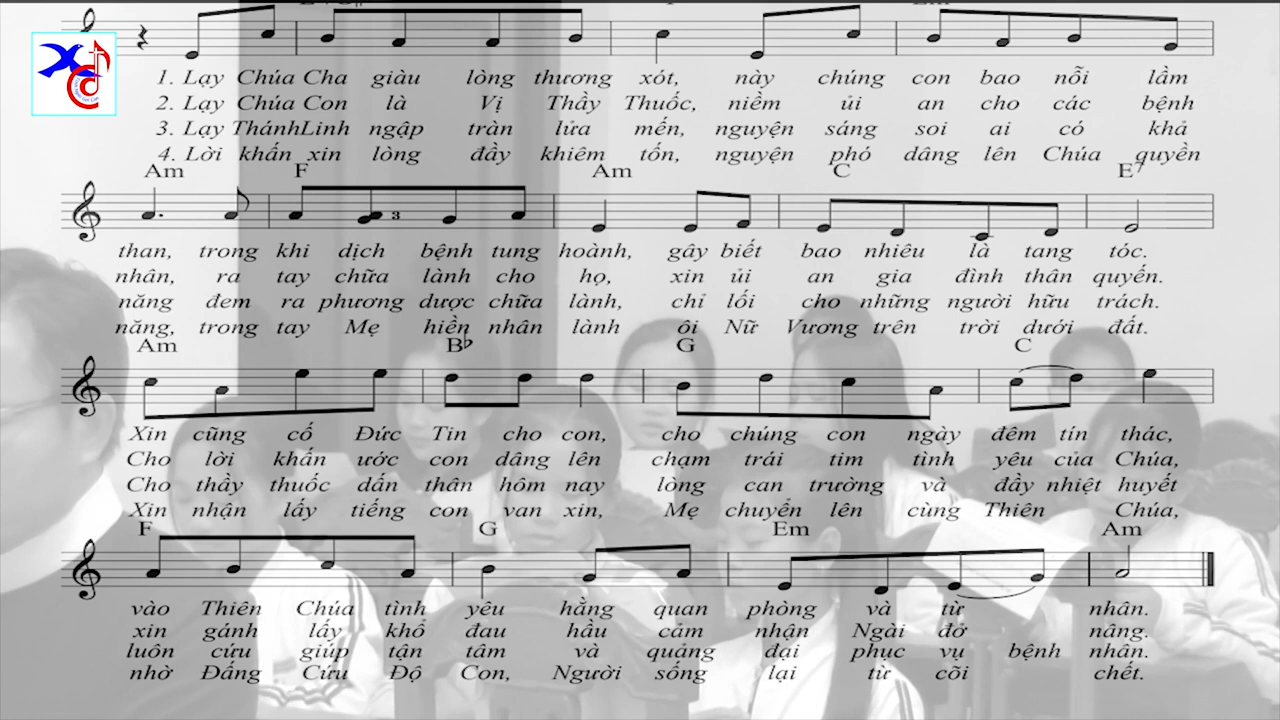 1. Lạy Chúa Cha giàu lòng thương xót, này chúng con bao nỗi lầm
2. Lạy Chúa Con là Vị Thầy Thuốc, niềm ủi an cho các bệnh
3. Lạy ThánhLinh ngập tràn lửa mến, nguyện sáng soi ai có khả
4. Lời khấn xin lòng đầy khiêm tốn, nguyện phó dâng lên Chúa quyền
Am F Am C E7
3
than, trong khi dịch bệnh tung hoành, gây biết bao nhiêu là tang tóc.
nhân, ra tay chữa lành cho họ, xin ủi an gia đình thân quyến.
năng đem ra phương dược chữa lành, chỉ lối cho những người hữu trách.
năng, trong tay Mẹ hiền nhân lành ôi Nữ Vương trên trời dưới đất.
Am B♭ G C
Xin cũng cố Đức Tin cho con, cho chúng con ngày đêm tín thác,
Cho lời khấn ước con dâng lên chạm trái tim tình yêu của Chúa,
Cho thầy thuốc dấn thân hôm nay lòng can trường và đầy nhiệt huyết
Xin nhận lấy tiếng con van xin, Mẹ chuyển lên cùng Thiên Chúa,
F G Em Am
vào Thiên Chúa tình yêu hằng quan phòng và từ nhân.
xin gánh lấy khổ đau hầu cảm nhận Ngài đỡ nâng.
luôn cứu giúp tận tâm và quảng đại phục vụ bệnh nhân.
nhờ Đấng Cứu Độ Con, Người sống lại từ cõi chết.